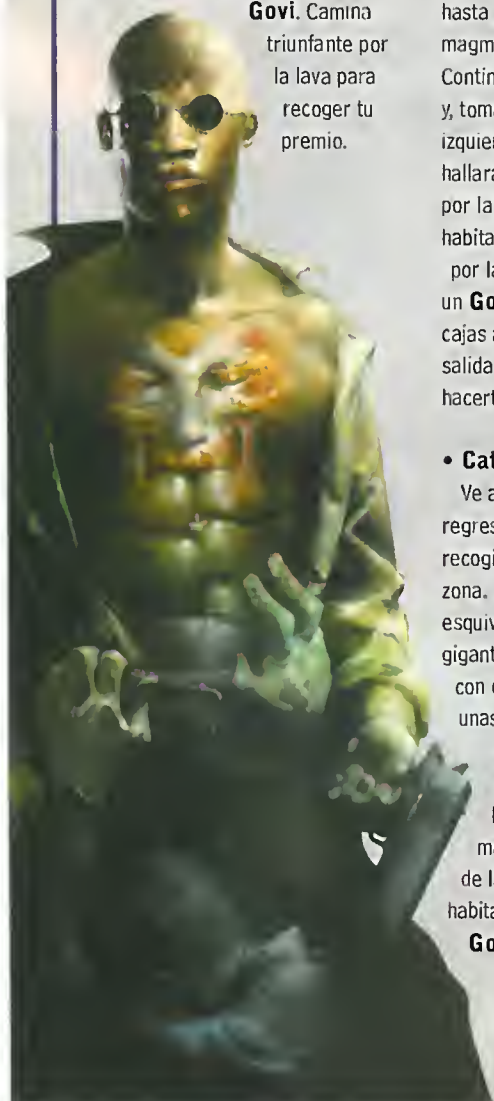 Govi. Camina
triunfante por
la lava para
recoger tu
premio.
hasta
magm
Contin
y, toma
izquier
hallara
por la
habita
por la
un Go
cajas a
salida
hacert
• Cat
Ve a
regres
recogi
zona.
esquiv
gigant
con
unas
ma
de la
habita
Go